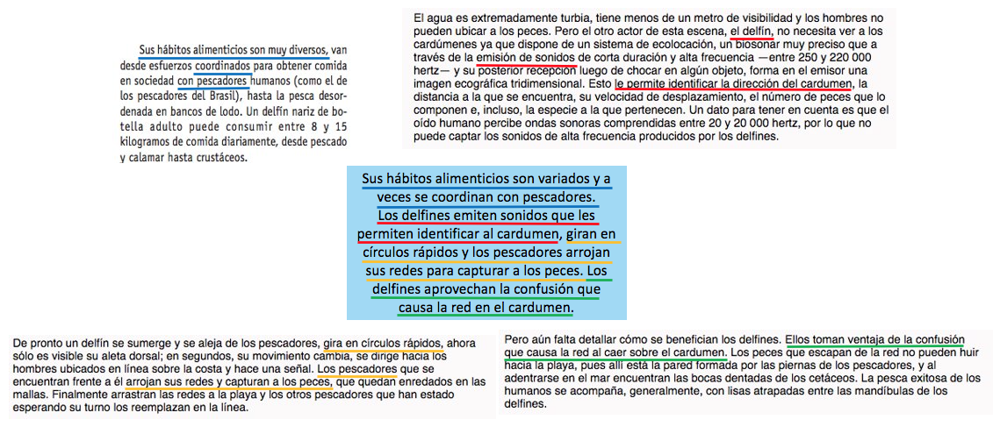 Sus hábitos alimenticios son muy diversos, van
desde esfuerzos coordinados para obtener comida
en sociedad con pescadores humanos (como el de
los pescadores del Brasil), hasta la pesca desor-
denada en bancos de lodo. Un delfín nariz de bo-
tella adulto puede consumir entre 8 y 15
kilogramos de comida diariamente, desde pescado
y calamar hasta crustáceos.
El agua es extremadamente turbia, tiene menos de un metro de visibilidad y los hombres no
pueden ubicar a los peces. Pero el otro actor de esta escena, el delfín, no necesita ver a los
cardúmenes ya que dispone de un sistema de ecolocación, un biosonar muy preciso que a
través de la emisión de sonidos de corta duración y alta frecuencia —entre 250 y 220 000
hertz— y su posterior recepción luego de chocar en algún objeto, forma en el emisor una
imagen ecográfica tridimensional. Esto le permite identificar la dirección del cardumen, la
distancia a la que se encuentra, su velocidad de desplazamiento, el número de peces que lo
componen e, incluso, la especie a la que pertenecen. Un dato para tener en cuenta es que el
oído humano percibe ondas sonoras comprendidas entre 20 y 20 000 hertz, por lo que no
puede captar los sonidos de alta frecuencia producidos por los delfines.
Sus hábitos alimenticios son variados y a
veces se coordinan con pescadores.
Los delfines emiten sonidos que les
permiten identificar al cardumen, giran en
círculos rápidos y los pescadores arrojan
sus redes para capturar a los peces. Los
delfines aprovechan la confusión que
causa la red en el cardumen.
De pronto un delfín se sumerge y se aleja de los pescadores, gira en círculos rápidos, ahora
sólo es visible su aleta dorsal; en segundos, su movimiento cambia, se dirige hacia los
hombres ubicados en línea sobre la costa y hace una señal. Los pescadores que se
encuentran frente a él arrojan sus redes y capturan a los peces, que quedan enredados en las
mallas. Finalmente arrastran las redes a la playa y los otros pescadores que han estado
esperando su turno los reemplazan en la línea.
Pero aún falta detallar cómo se benefician los delfines. Ellos toman ventaja de la confusión
que causa la red al caer sobre el cardumen. Los peces que escapan de la red no pueden huir
hacia la playa, pues allí está la pared formada por las piernas de los pescadores, y al
adentrarse en el mar encuentran las bocas dentadas de los cetáceos. La pesca exitosa de los
humanos se acompaña, generalmente, con lisas atrapadas entre las mandíbulas de los
delfines.